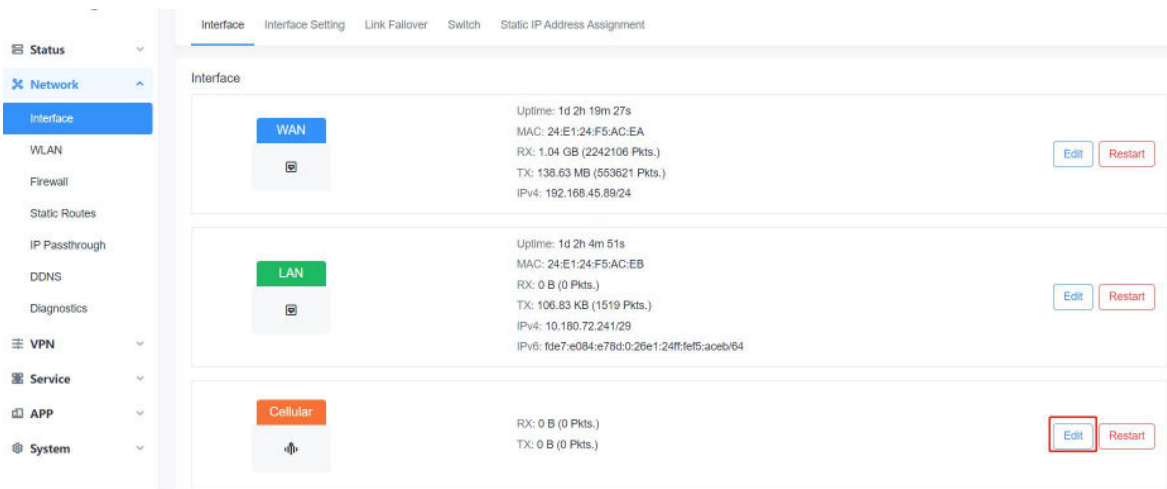 Interface Interface Setting Link Failover Switch Static IP Address Assignment
Status
Network
Interface
WLAN
Firewall
Static Routes
IP Passthrough
DDNS
Diagnostics
VPN
Service
APP
System
Interface
WAN
Uptime: 1d 2h 19m 27s
MAC: 24:E1:24:F5:AC:EA
RX: 1.04 GB (2242106 Pkts.)
TX: 138.63 MB (553621 Pkts.)
IPv4: 192.168.45.89/24
Edit Restart
LAN
Uptime: 1d 2h 4m 51s
MAC: 24:E1:24:F5:AC:EB
RX: 0 B (0 Pkts.)
TX: 106.83 KB (1519 Pkts.)
IPv4: 10.180.72.241/29
IPv6: fde7:e084:e78d:0:26e1:24ff:fef5:aceb/64
Edit Restart
Cellular
RX: 0 B (0 Pkts.)
TX: 0 B (0 Pkts.)
Edit Restart